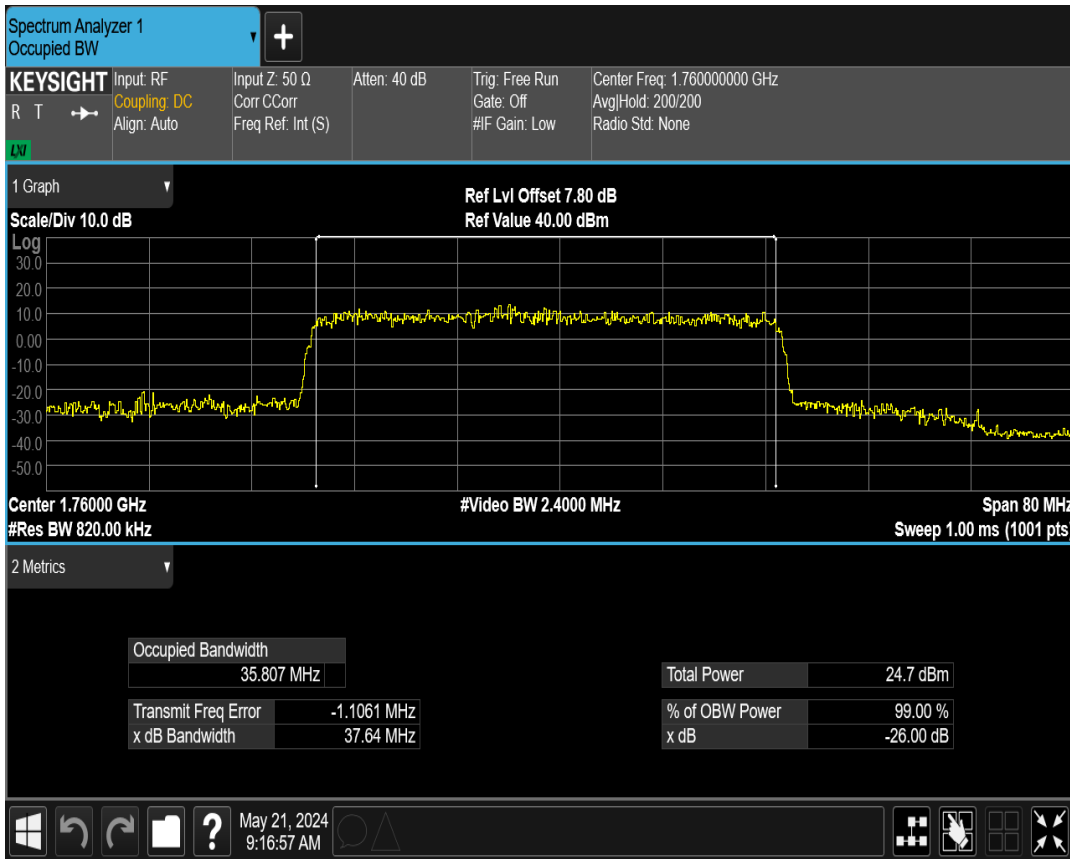 Spectrum Analyzer 1
Occupied BW
KEYSIGHT
R T
LXI
Input: RF
Coupling: DC
Align: Auto
Input Z: 50 Ω
Corr CCorr
Freq Ref: Int (S)
Atten: 40 dB
Trig: Free Run
Gate: Off
#IF Gain: Low
Center Freq: 1.760000000 GHz
Avg|Hold: 200/200
Radio Std: None
1 Graph
Scale/Div 10.0 dB
Ref Lvl Offset 7.80 dB
Ref Value 40.00 dBm
Log
30.0
20.0
10.0
0.00
-10.0
-20.0
-30.0
-40.0
-50.0
Center 1.76000 GHz
#Video BW 2.4000 MHz
Span 80 MHz
#Res BW 820.00 kHz
Sweep 1.00 ms (1001 pts)
2 Metrics
Occupied Bandwidth
35.807 MHz
Total Power 24.7 dBm
Transmit Freq Error -1.1061 MHz
% of OBW Power 99.00 %
x dB Bandwidth 37.64 MHz
x dB -26.00 dB
?
May 21, 2024
9:16:57 AM